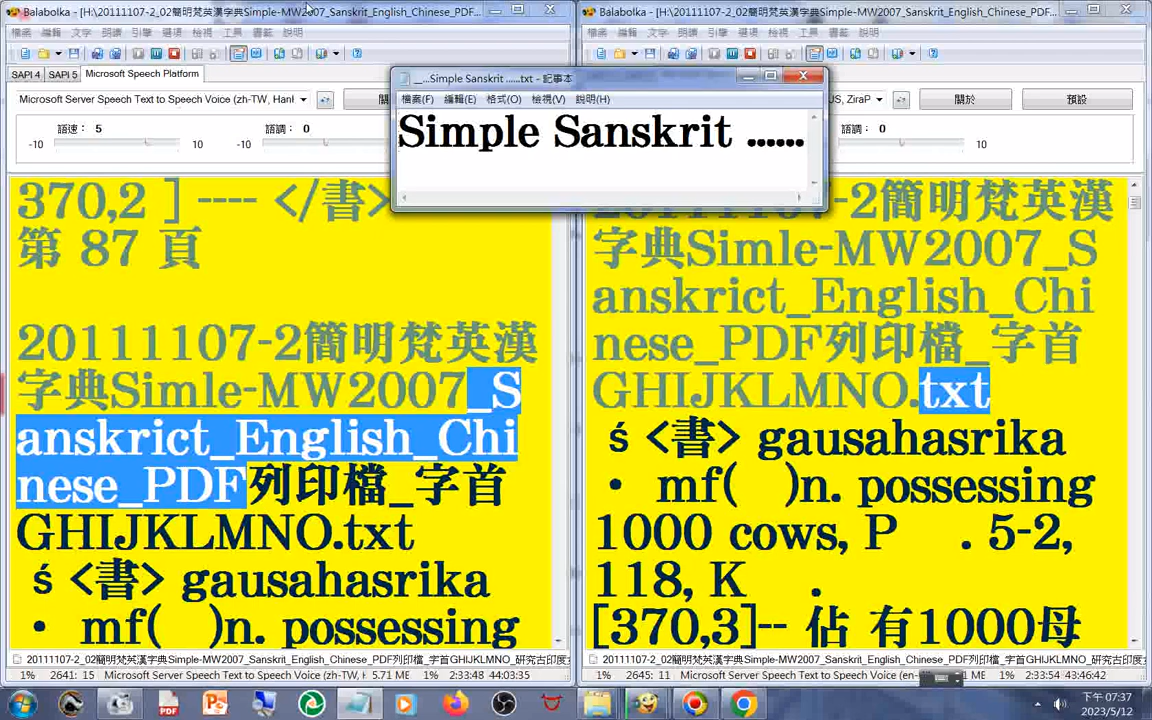 Balabolka - [H:\20111107-2_02簡明梵英漢字典Simple-MW2007_Sanskrit_English_Chinese_PDF...
檔案 編輯 文字 朗讀 引擎 選項 檢視 工具 書籤 說明
SAPI 4 SAPI 5 Microsoft Speech Platform
Microsoft Server Speech Text to Speech Voice (zh-TW, HanH
語速: 5 語調: 0
-10 10 -10
370,2 ] ---- </書>
第 87 頁
20111107-2簡明梵英漢
字典Simle-MW2007_S
anskrict_English_Chi
nese_PDF列印檔_字首
GHIJKLMNO.txt
ś <書> gausahasrika
• mf( )n. possessing
20111107-2_02簡明梵英漢字典Simple-MW2007_Sanskrit_English_Chinese_PDF列印檔_字首GHIJKLMNO_研究古印度
1% 2641: 15 Microsoft Server Speech Text to Speech Voice (zh-TW, H 5.71 MB 1% 2:33:48 44:03:35
__...Simple Sanskrit ......txt - 記事本
檔案(F) 編輯(E) 格式(O) 檢視(V) 說明(H)
Simple Sanskrit ......
Balabolka - [H:\20111107-2_02簡明梵英漢字典Simple-MW2007_Sanskrit_English_Chinese_PDF...
檔案 編輯 文字 朗讀 引擎 選項 檢視 工具 書籤 說明
US, ZiraP 關於 預設
語調: 0
10
20111107-2簡明梵英漢
字典Simle-MW2007_S
anskrict_English_Chi
nese_PDF列印檔_字首
GHIJKLMNO.txt
ś <書> gausahasrika
• mf( )n. possessing
1000 cows, P . 5-2,
118, K .
[370,3]-- 佔 有1000母
20111107-2_02簡明梵英漢字典Simple-MW2007_Sanskrit_English_Chinese_PDF列印檔_字首GHIJKLMNO_研究古印度
1% 2645: 11 Microsoft Server Speech Text to Speech Voice 1% 2:33:54 43:46:42
下午 07:37
2023/5/12